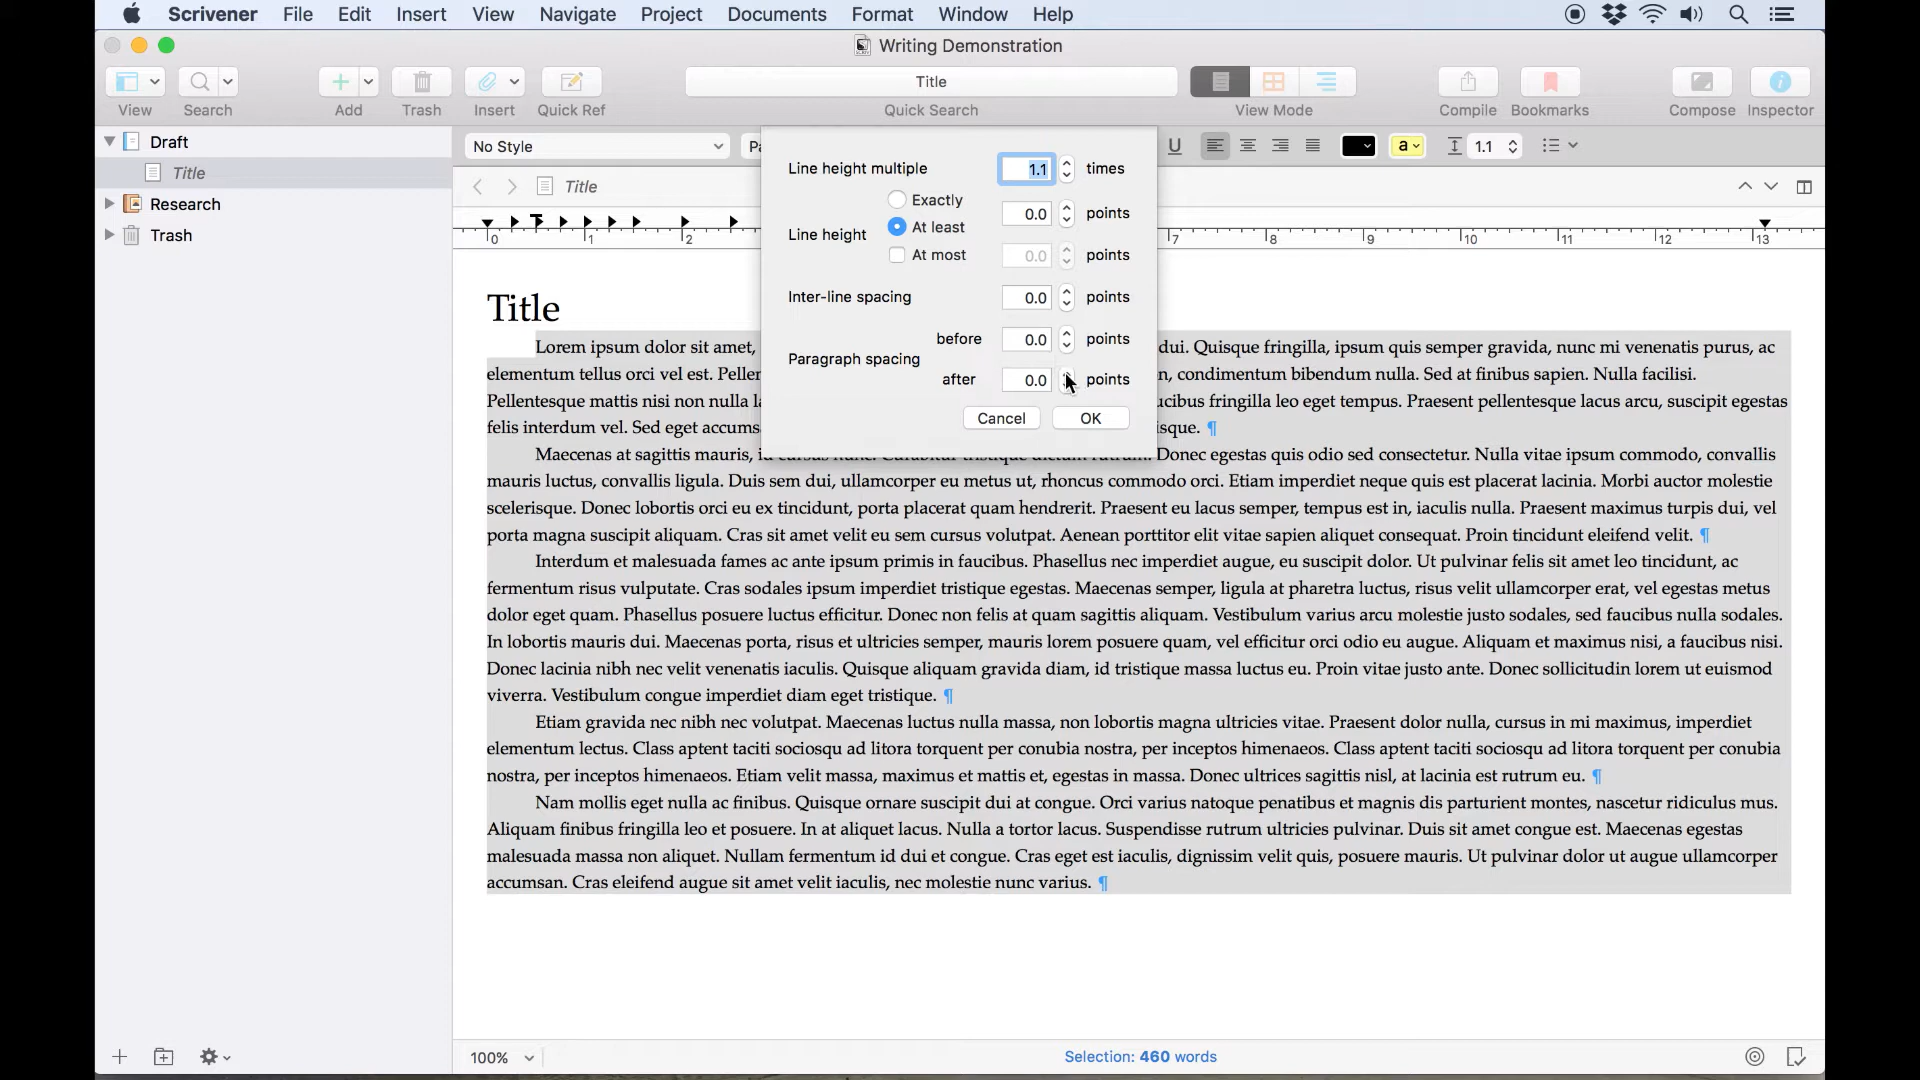 Scrivener File Edit Insert View Navigate Project Documents Format Window Help
Writing Demonstration
Title
View Search Add Trash Insert Quick Ref Quick Search View Mode Compile Bookmarks Compose Inspector
Draft
Title
Research
Trash
No Style
U a 1.1
Title
0 1 2 7 8 9 10 11 12 13
Line height multiple 1.1 times
Exactly
0.0 points
Line height
At least
At most 0.0 points
Inter-line spacing 0.0 points
before 0.0 points
Paragraph spacing
after 0.0 points
Cancel OK
Title
Lorem ipsum dolor sit amet, dui. Quisque fringilla, ipsum quis semper gravida, nunc mi venenatis purus, ac
elementum tellus orci vel est. condimentum bibendum nulla. Sed at finibus sapien. Nulla facilisi.
Pellentesque mattis nisi non nulla fringilla leo eget tempus. Praesent pellentesque lacus arcu, suscipit egestas
felis interdum vel. Sed eget ¶
Maecenas at sagittis mauris, Donec egestas quis odio sed consectetur. Nulla vitae ipsum commodo, convallis
mauris luctus, convallis ligula. Duis sem dui, ullamcorper eu metus ut, rhoncus commodo orci. Etiam imperdiet neque quis est placerat lacinia. Morbi auctor molestie
scelerisque. Donec lobortis orci eu ex tincidunt, porta placerat quam hendrerit. Praesent eu lacus semper, tempus est in, iaculis nulla. Praesent maximus turpis dui, vel
porta magna suscipit aliquam. Cras sit amet velit eu sem cursus volutpat. Aenean porttitor elit vitae sapien aliquet consequat. Proin tincidunt eleifend velit. ¶
Interdum et malesuada fames ac ante ipsum primis in faucibus. Phasellus nec imperdiet augue, eu suscipit dolor. Ut pulvinar felis sit amet leo tincidunt, ac
fermentum risus vulputate. Cras sodales ipsum imperdiet tristique egestas. Maecenas semper, ligula at pharetra luctus, risus velit ullamcorper erat, vel egestas metus
dolor eget quam. Phasellus posuere luctus efficitur. Donec non felis at quam sagittis aliquam. Vestibulum varius arcu molestie justo sodales, sed faucibus nulla sodales.
In lobortis mauris dui. Maecenas porta, risus et ultricies semper, mauris lorem posuere quam, vel efficitur orci odio eu augue. Aliquam et maximus nisi, a faucibus nisi.
Donec lacinia nibh nec velit venenatis iaculis. Quisque aliquam gravida diam, id tristique massa luctus eu. Proin vitae justo ante. Donec sollicitudin lorem ut euismod
viverra. Vestibulum congue imperdiet diam eget tristique. ¶
Etiam gravida nec nibh nec volutpat. Maecenas luctus nulla massa, non lobortis magna ultricies vitae. Praesent dolor nulla, cursus in mi maximus, imperdiet
elementum lectus. Class aptent taciti sociosqu ad litora torquent per conubia nostra, per inceptos himenaeos. Class aptent taciti sociosqu ad litora torquent per conubia
nostra, per inceptos himenaeos. Etiam velit massa, maximus et mattis et, egestas in massa. Donec ultrices sagittis nisl, at lacinia est rutrum eu. ¶
Nam mollis eget nulla ac finibus. Quisque ornare suscipit dui at congue. Orci varius natoque penatibus et magnis dis parturient montes, nascetur ridiculus mus.
Aliquam finibus fringilla leo et posuere. In at aliquet lacus. Nulla a tortor lacus. Suspendisse rutrum ultricies pulvinar. Duis sit amet congue est. Maecenas egestas
malesuada massa non aliquet. Nullam fermentum id dui et congue. Cras eget est iaculis, dignissim velit quis, posuere mauris. Ut pulvinar dolor ut augue ullamcorper
accumsan. Cras eleifend augue sit amet velit iaculis, nec molestie nunc varius. ¶
100% Selection: 460 words